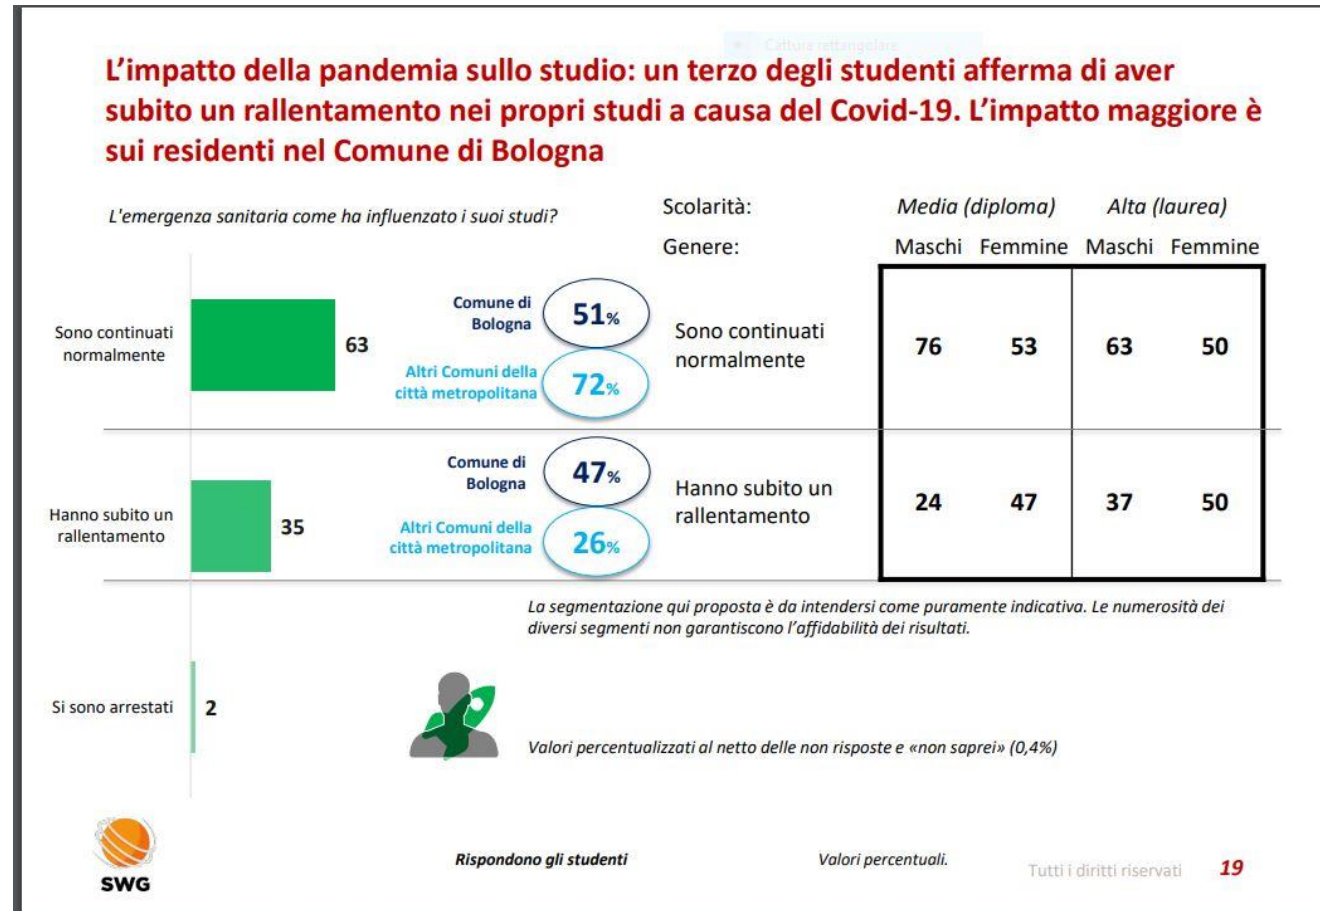 Cattura rettangolare
L'impatto della pandemia sullo studio: un terzo degli studenti afferma di aver
subito un rallentamento nei propri studi a causa del Covid-19. L'impatto maggiore è
sui residenti nel Comune di Bologna
L'emergenza sanitaria come ha influenzato i suoi studi?
Scolarità: Media (diploma) Alta (laurea)
Genere: Maschi Femmine Maschi Femmine
Sono continuati
normalmente
63
Comune di
Bologna
51%
Altri Comuni della
città metropolitana
72%
Sono continuati
normalmente
76 53 63 50
Hanno subito un
rallentamento
35
Comune di
Bologna
47%
Altri Comuni della
città metropolitana
26%
Hanno subito un
rallentamento
24 47 37 50
La segmentazione qui proposta è da intendersi come puramente indicativa. Le numerosità dei
diversi segmenti non garantiscono l'affidabilità dei risultati.
Si sono arrestati
2
Valori percentualizzati al netto delle non risposte e «non saprei» (0,4%)
SWG
Rispondono gli studenti
Valori percentuali.
Tutti i diritti riservati
19